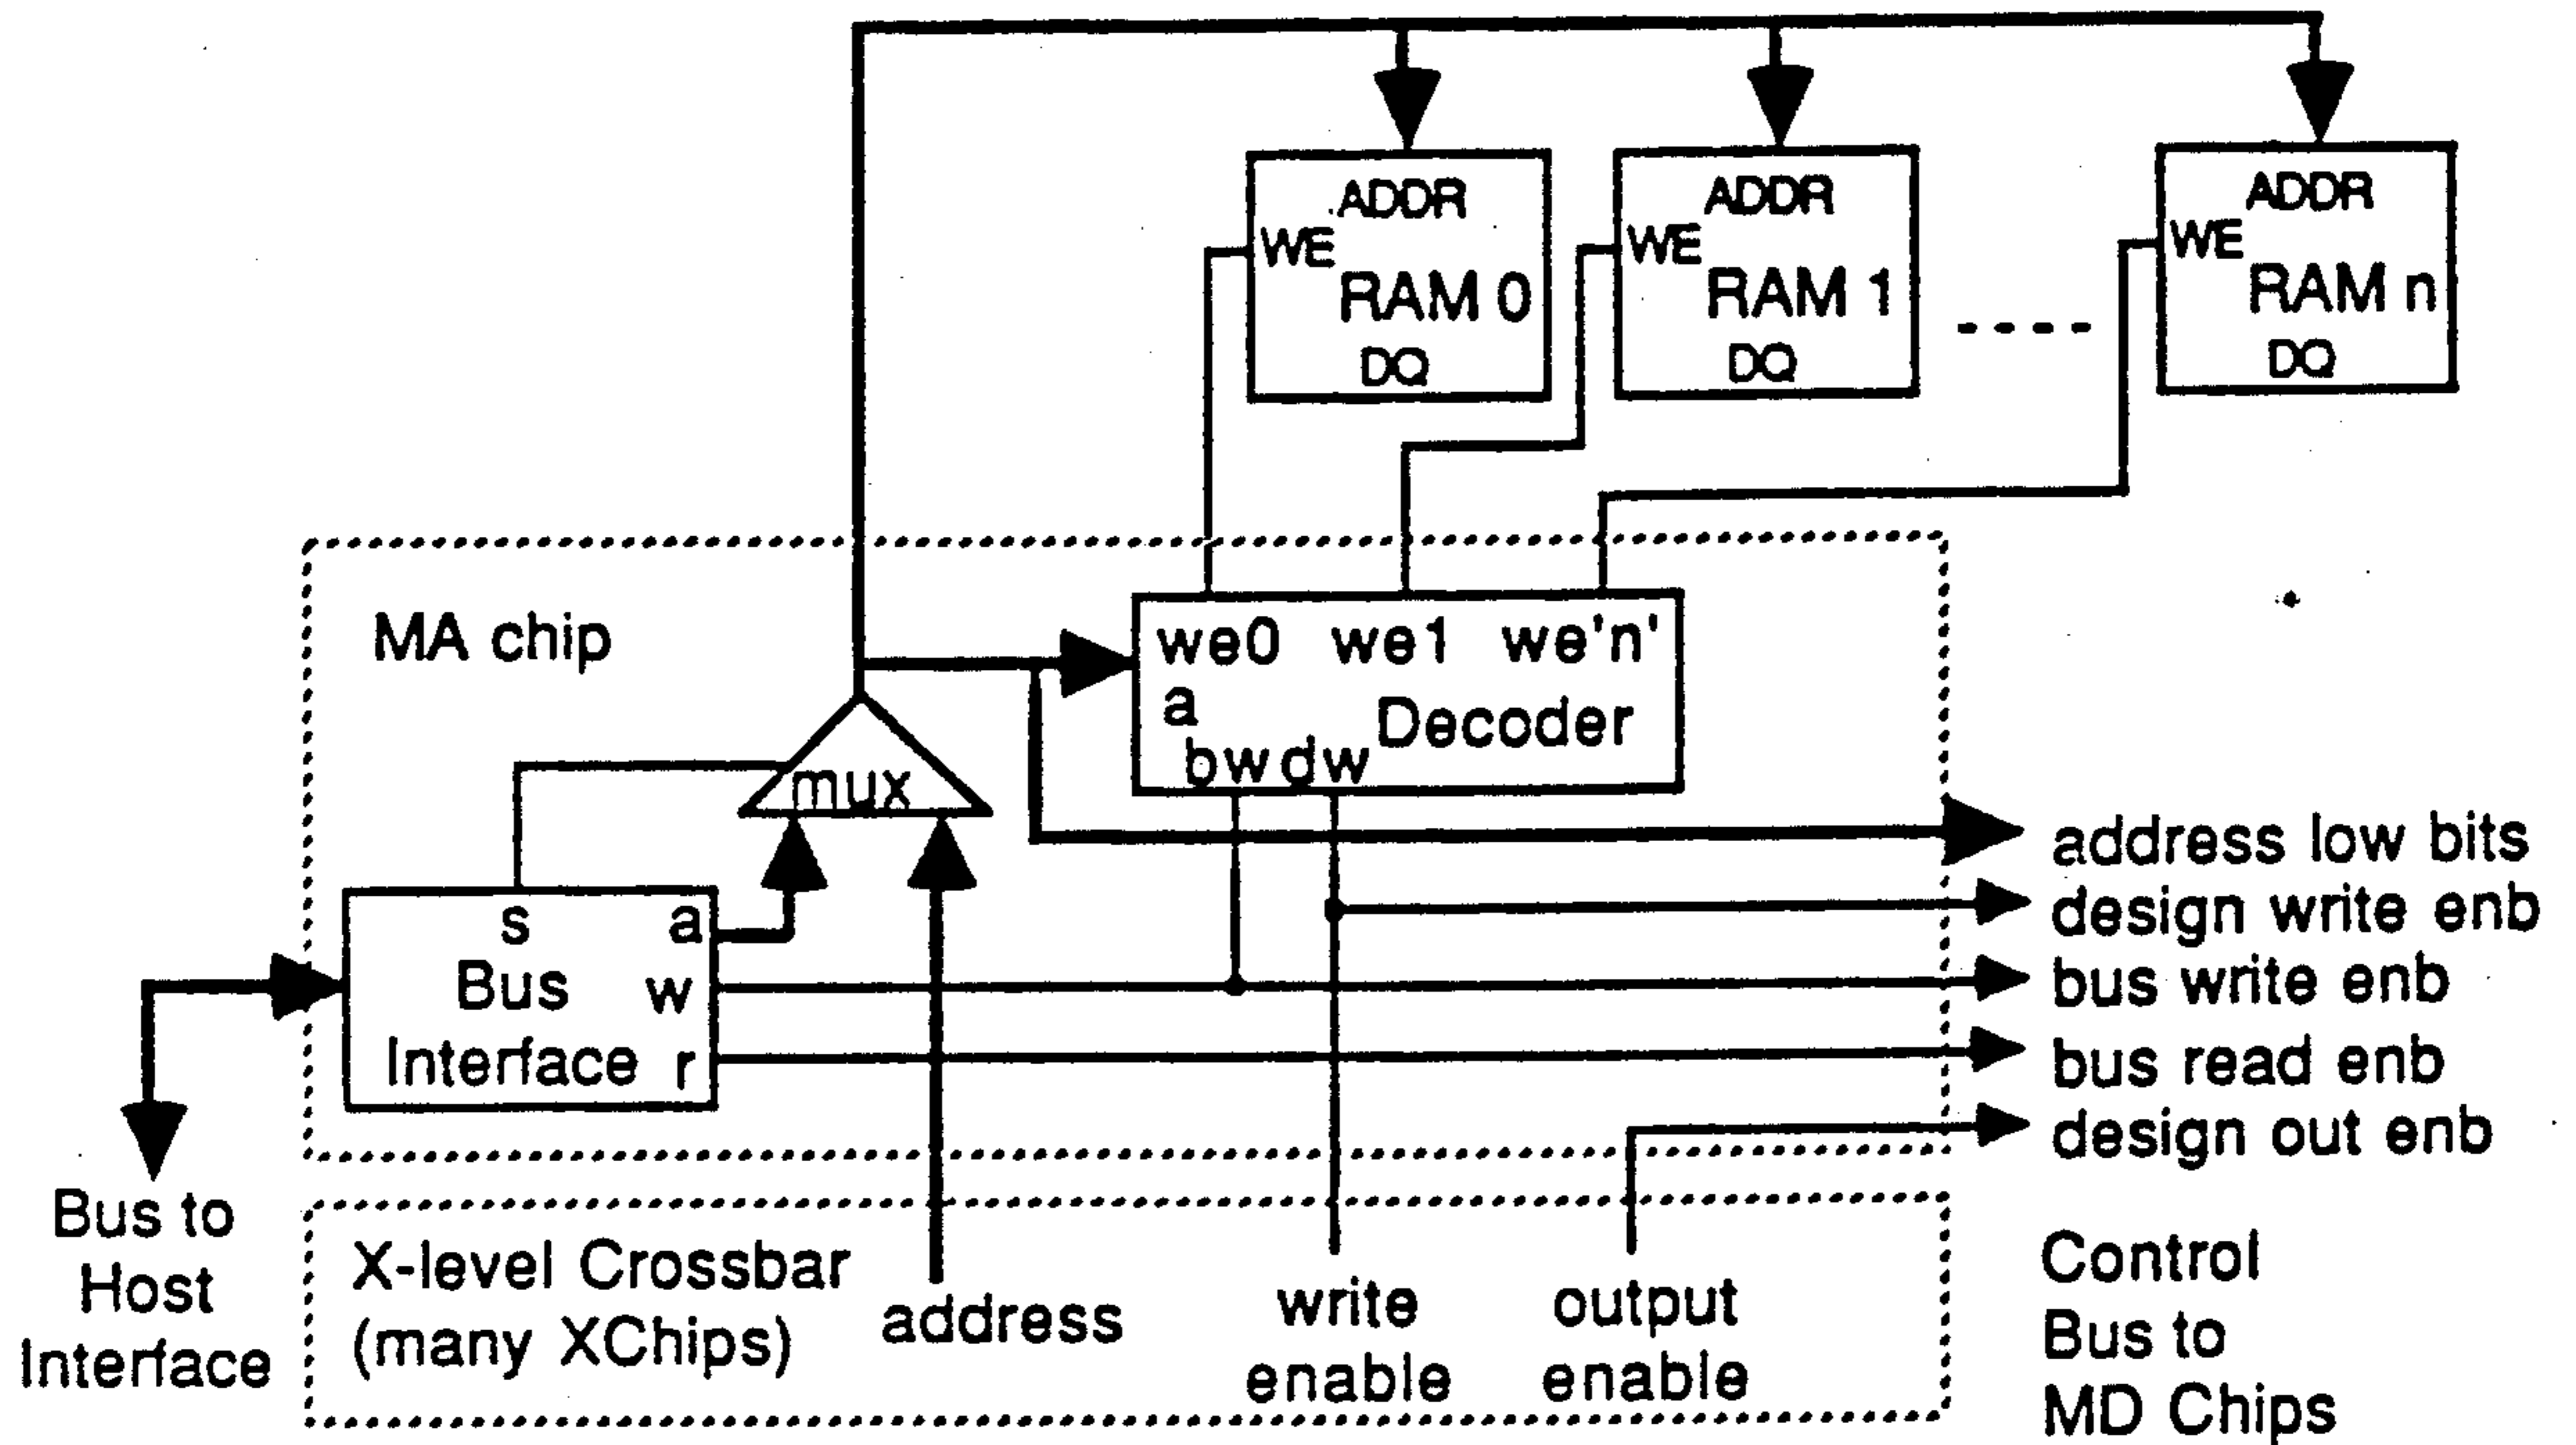 ADDR
WE
RAM 0
DQ
ADDR
WE
RAM 1
DQ
ADDR
WE
RAM n
DQ
MA chip
we0 we1 we'n'
a
Decoder
bw dw
mux
s a
Bus w
Interface r
address low bits
design write enb
bus write enb
bus read enb
design out enb
Bus to
Host
Interface
X-level Crossbar
(many XChips)
address
write
enable
output
enable
Control
Bus to
MD Chips